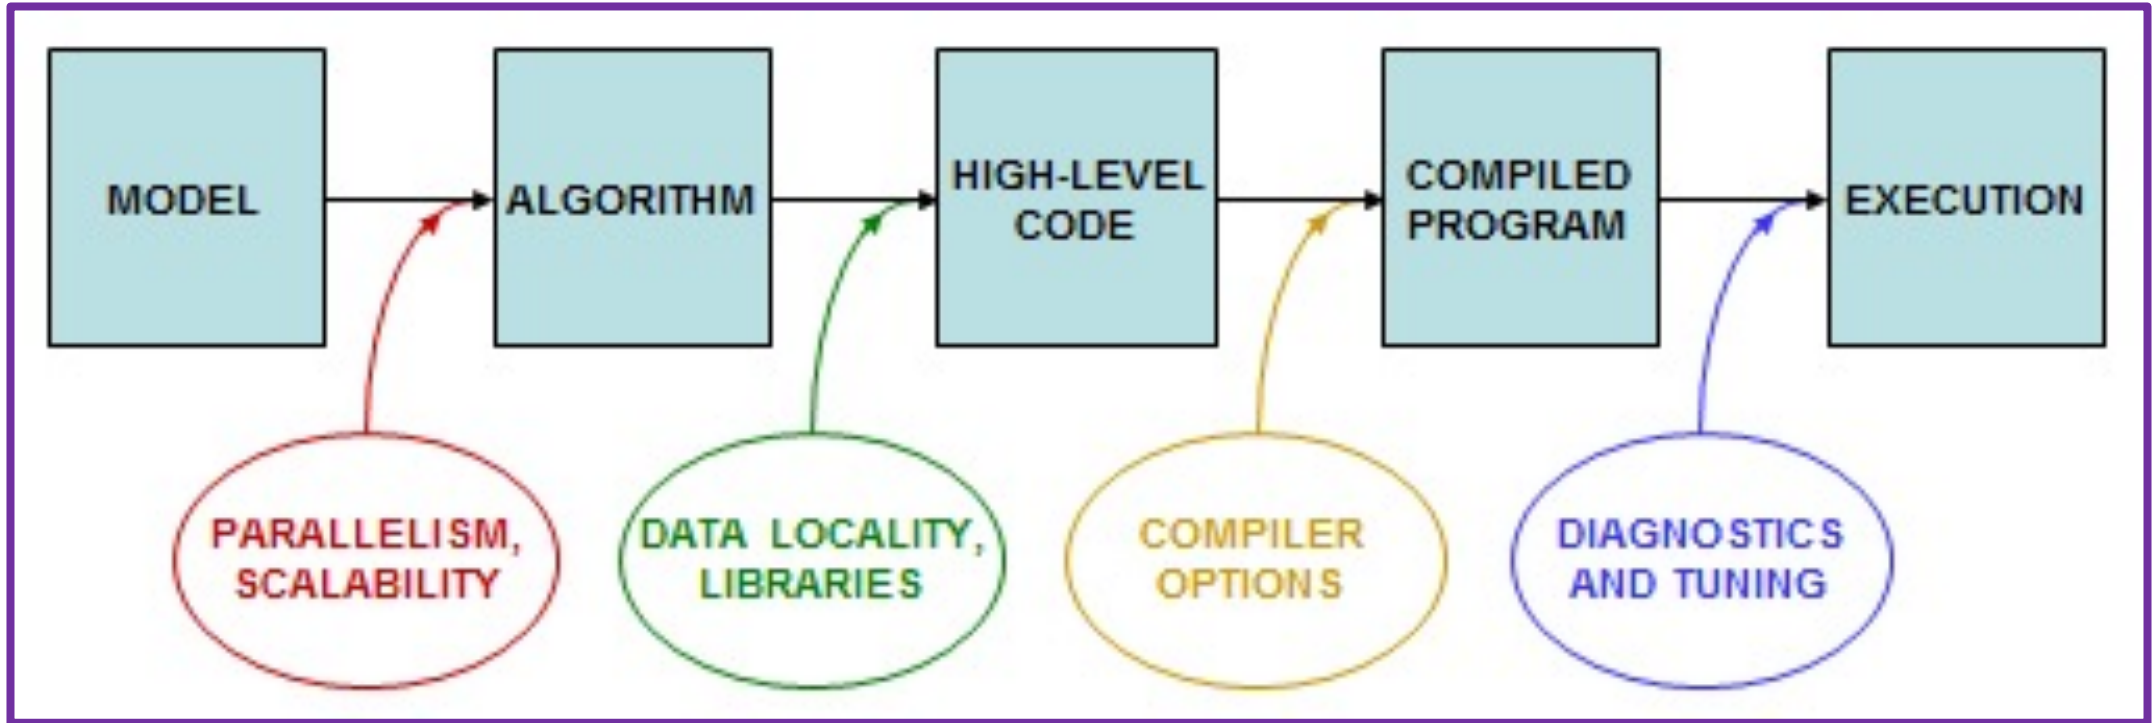 MODEL
ALGORITHM
HIGH-LEVEL
CODE
COMPILED
PROGRAM
EXECUTION
PARALLELISM,
SCALABILITY
DATA LOCALITY,
LIBRARIES
COMPILER
OPTIONS
DIAGNOSTICS
AND TUNING